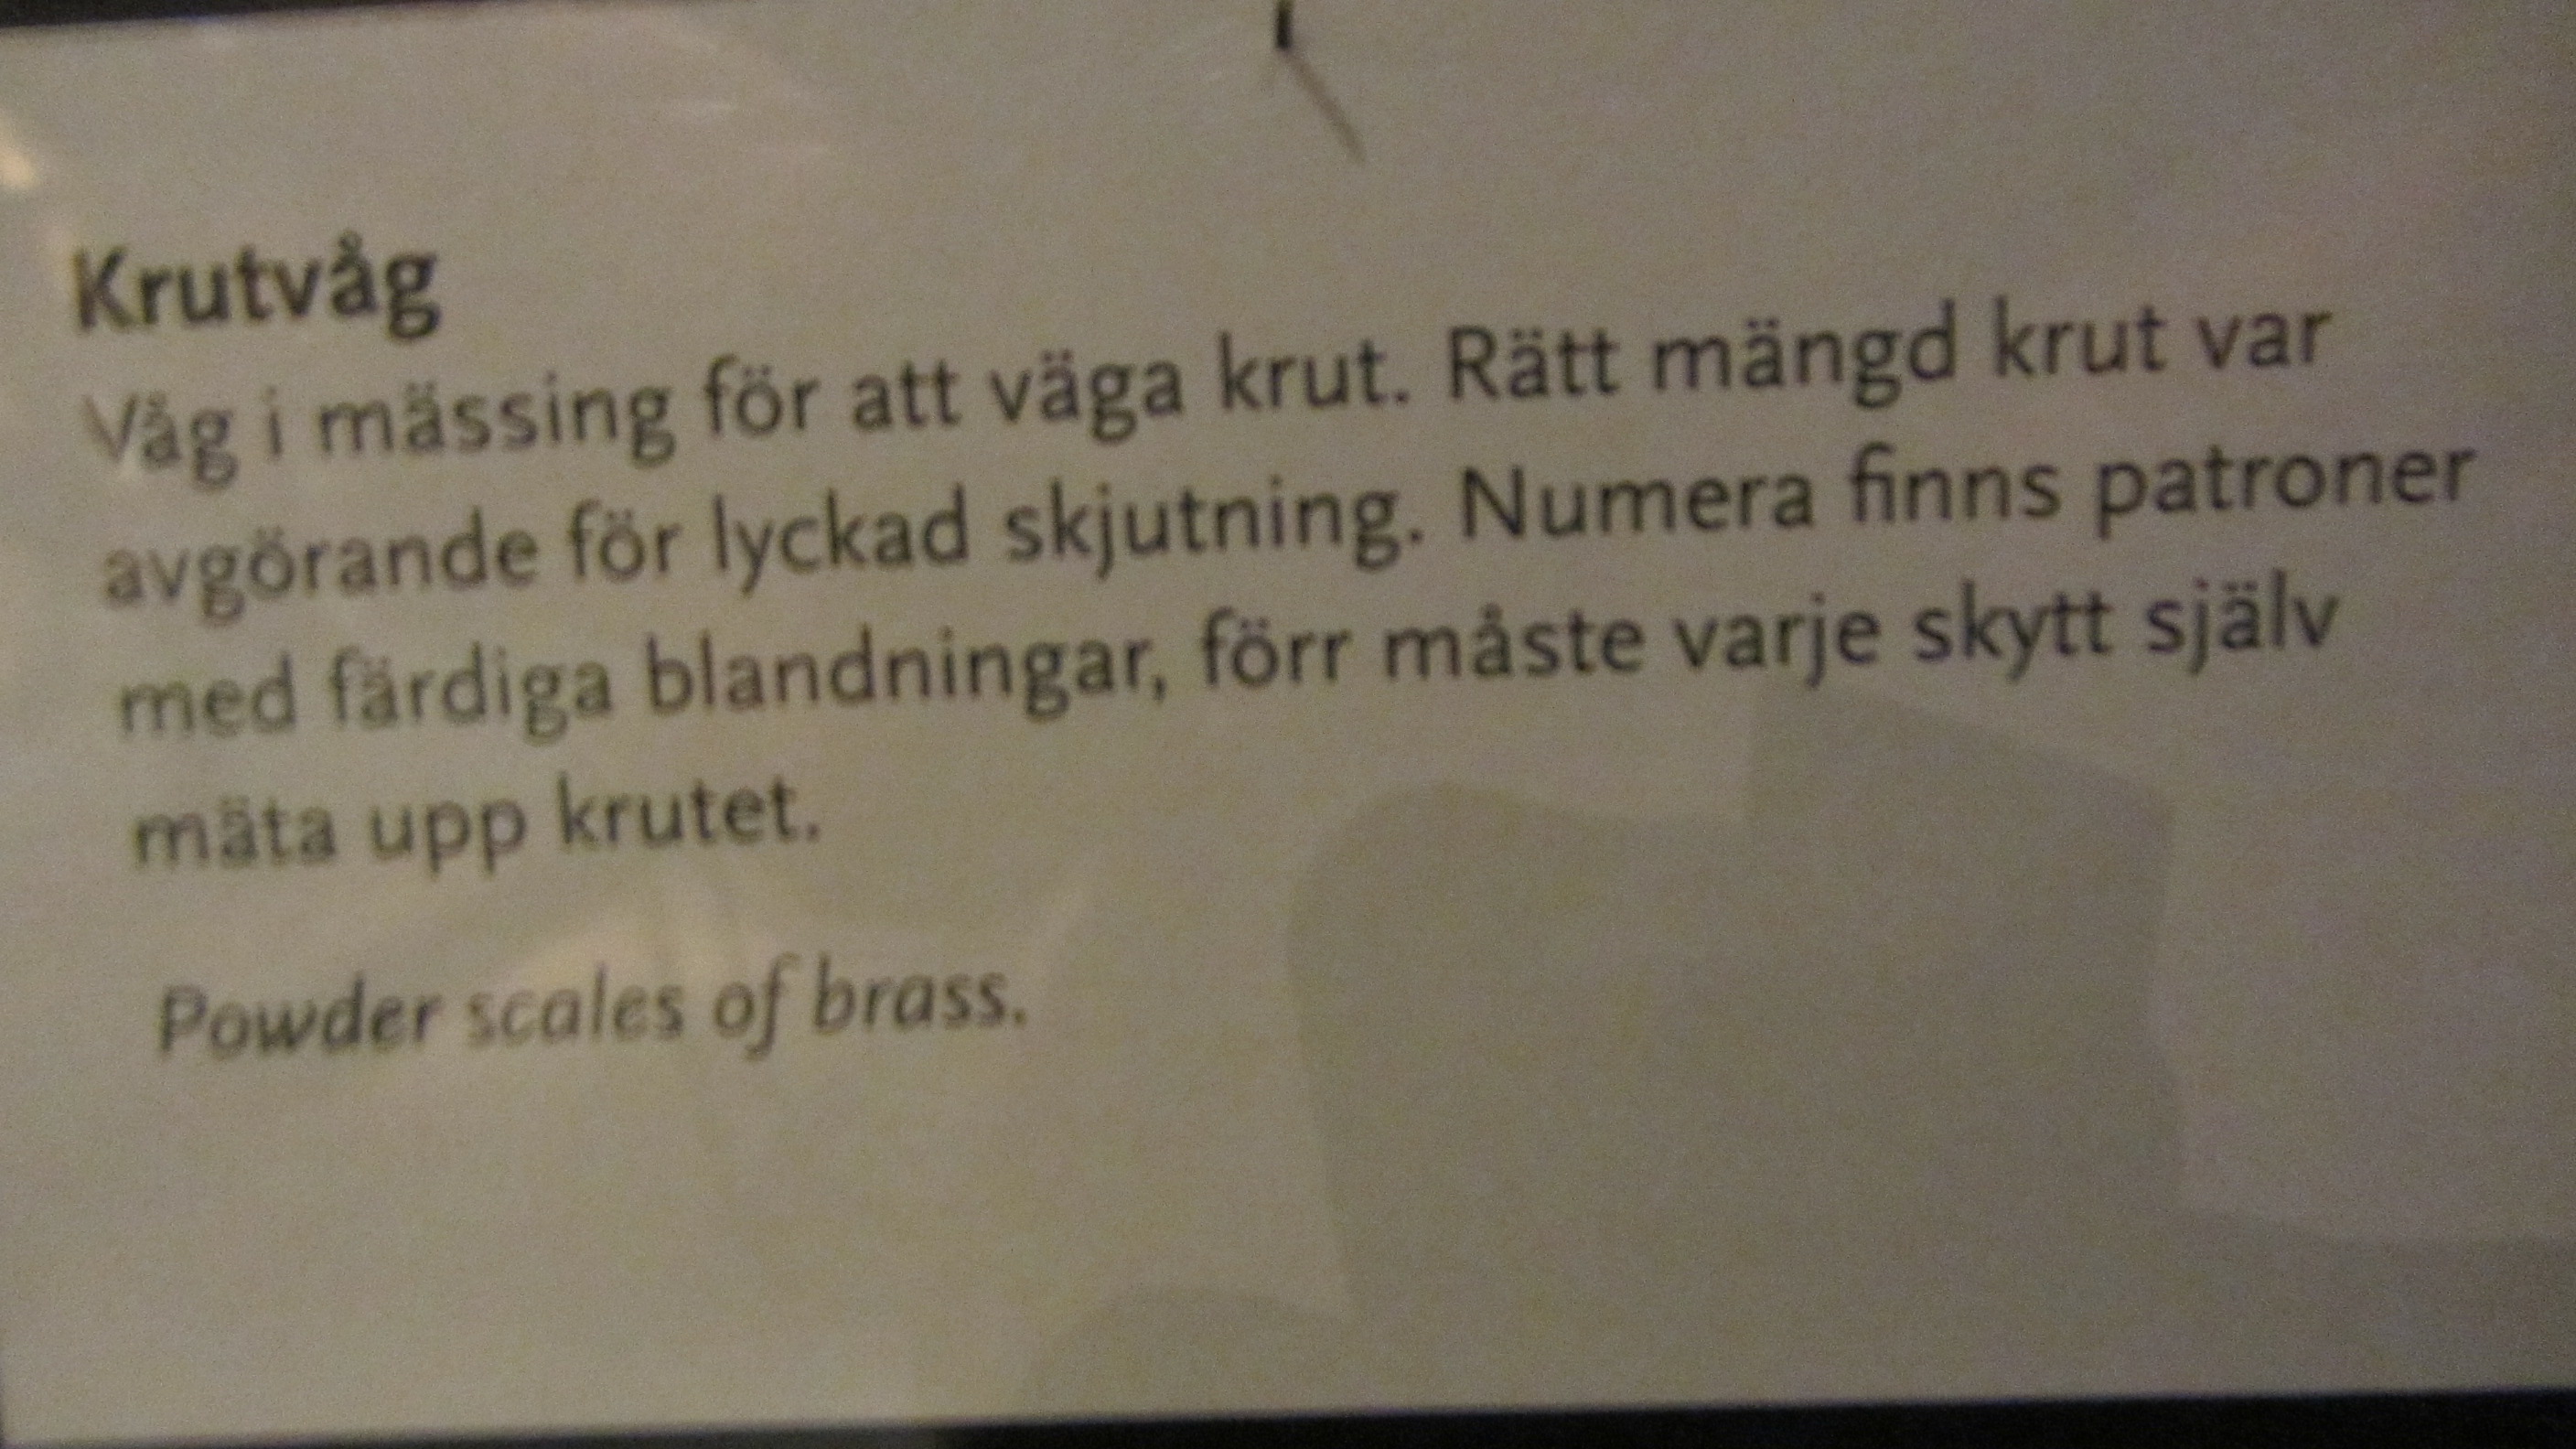 Krutvåg
Våg i mässing för att väga krut. Rätt mängd krut var
avgörande för lyckad skjutning. Numera finns patroner
med färdiga blandningar, förr måste varje skytt själv
mäta upp krutet.
Powder scales of brass.